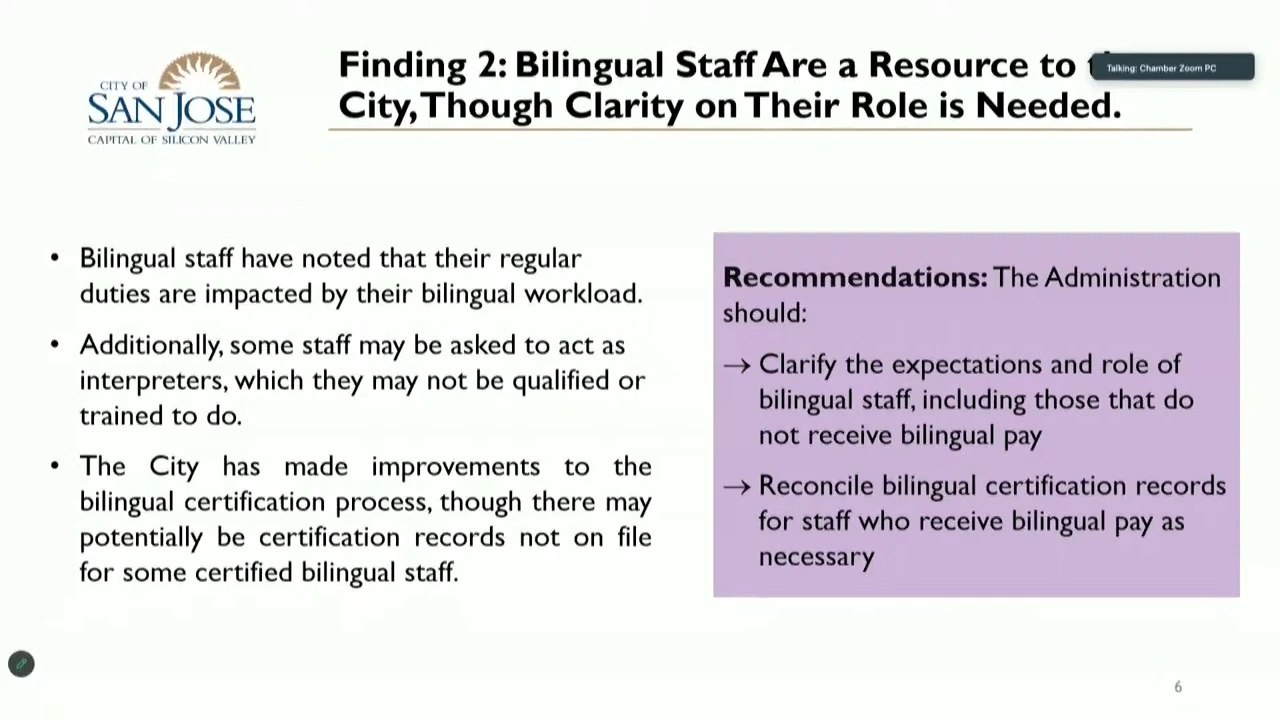 CITY OF
SAN JOSE
CAPITAL OF SILICON VALLEY
Finding 2: Bilingual Staff Are a Resource to
City, Though Clarity on Their Role is Needed.
Talking: Chamber Zoom PC
• Bilingual staff have noted that their regular
duties are impacted by their bilingual workload.
• Additionally, some staff may be asked to act as
interpreters, which they may not be qualified or
trained to do.
• The City has made improvements to the
bilingual certification process, though there may
potentially be certification records not on file
for some certified bilingual staff.
Recommendations: The Administration
should:
→ Clarify the expectations and role of
bilingual staff, including those that do
not receive bilingual pay
→ Reconcile bilingual certification records
for staff who receive bilingual pay as
necessary
6